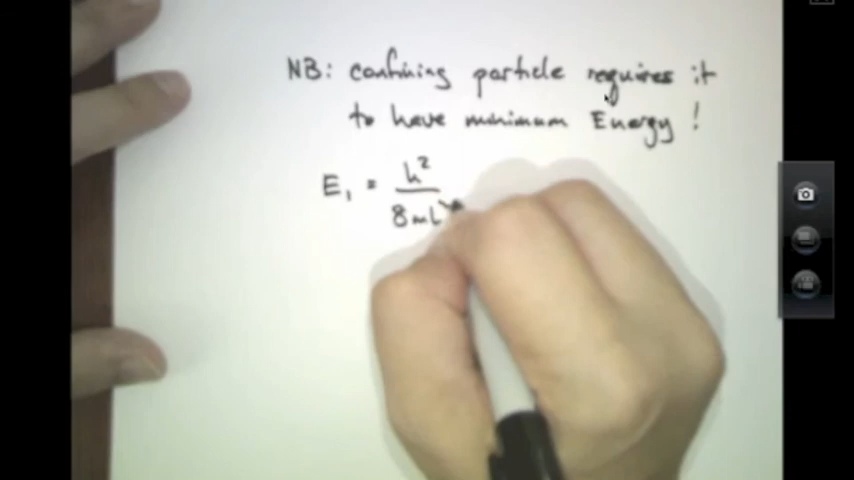 NB: confining particle requires it
to have minimum Energy !
E₁ = h²
8mL